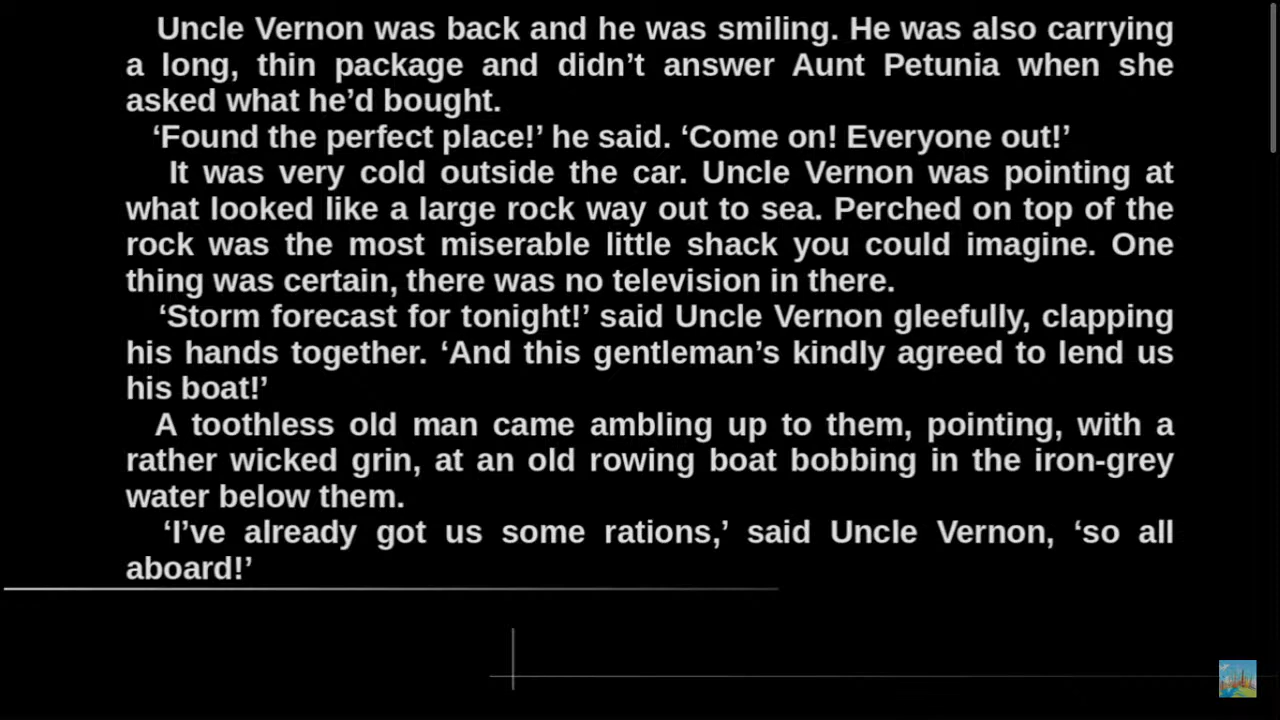 Uncle Vernon was back and he was smiling. He was also carrying
a long, thin package and didn’t answer Aunt Petunia when she
asked what he’d bought.
‘Found the perfect place!’ he said. ‘Come on! Everyone out!’
It was very cold outside the car. Uncle Vernon was pointing at
what looked like a large rock way out to sea. Perched on top of the
rock was the most miserable little shack you could imagine. One
thing was certain, there was no television in there.
‘Storm forecast for tonight!’ said Uncle Vernon gleefully, clapping
his hands together. ‘And this gentleman’s kindly agreed to lend us
his boat!’
A toothless old man came ambling up to them, pointing, with a
rather wicked grin, at an old rowing boat bobbing in the iron-grey
water below them.
‘I’ve already got us some rations,’ said Uncle Vernon, ‘so all
aboard!’